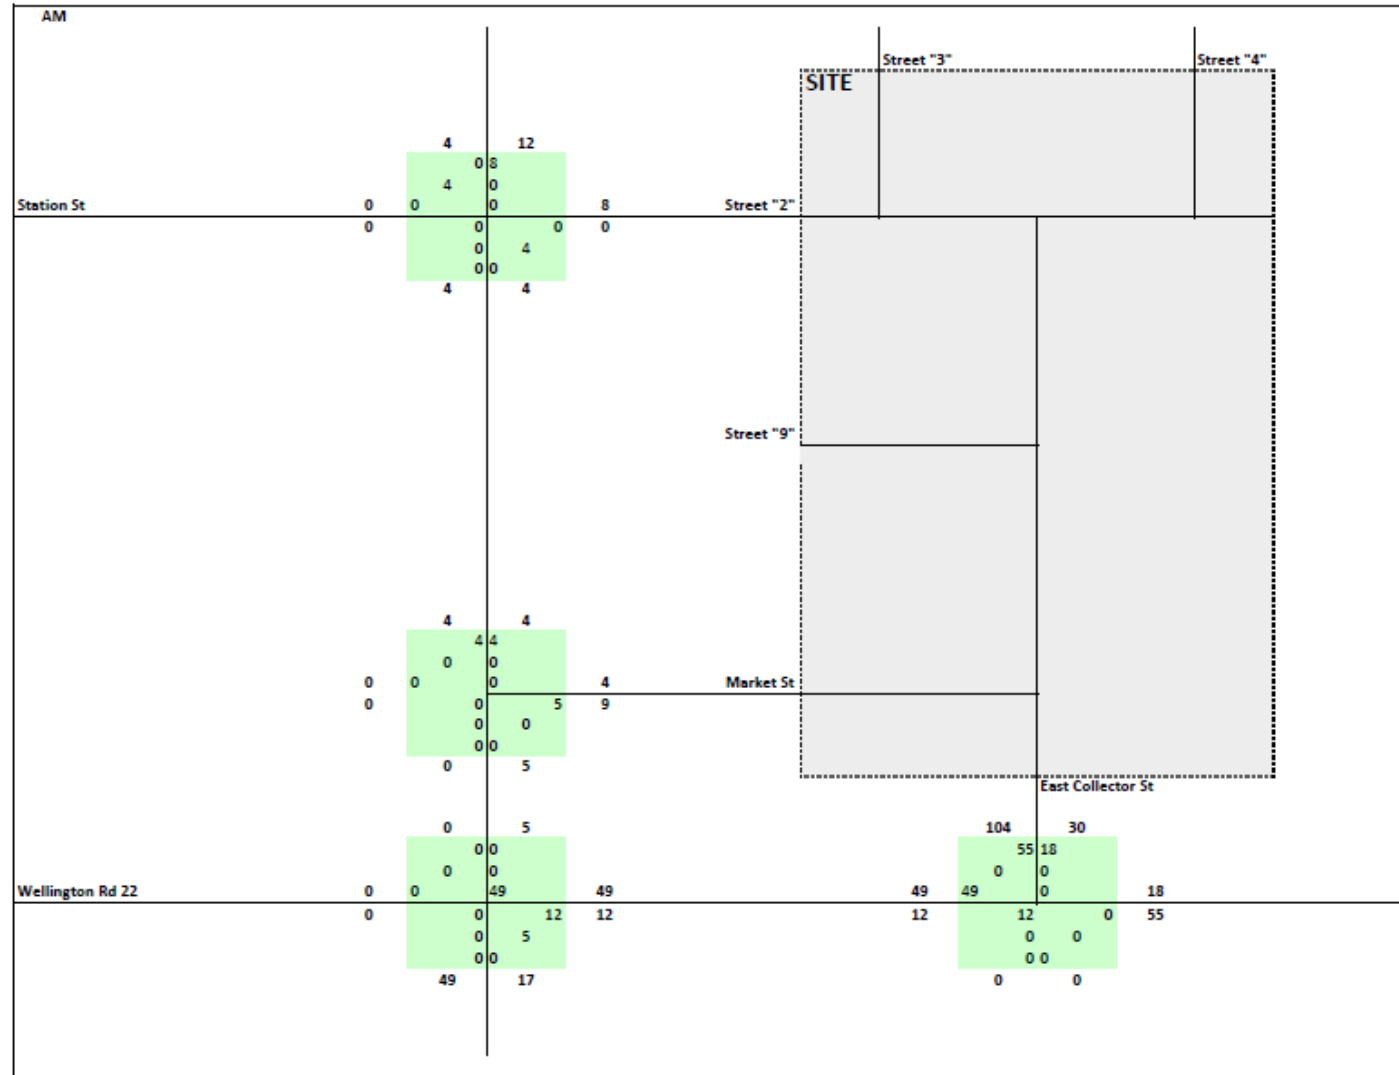 AM
Street "3" Street "4"
SITE
4 12
0 8
4 0
Station St 0 0 0 8 Street "2"
0 0 0 0
0 4
0 0
4 4
Street "9"
4 4
4 4
0 0
0 0 0 4 Market St
0 0 5 9
0 0
0 0
0 5
East Collector St
0 5 104 30
0 0 55 18
0 0 0 0
Wellington Rd 22 0 0 49 49 49 49 0 18
0 0 12 12 12 12 0 55
0 5 0 0
0 0 0 0
49 17 0 0